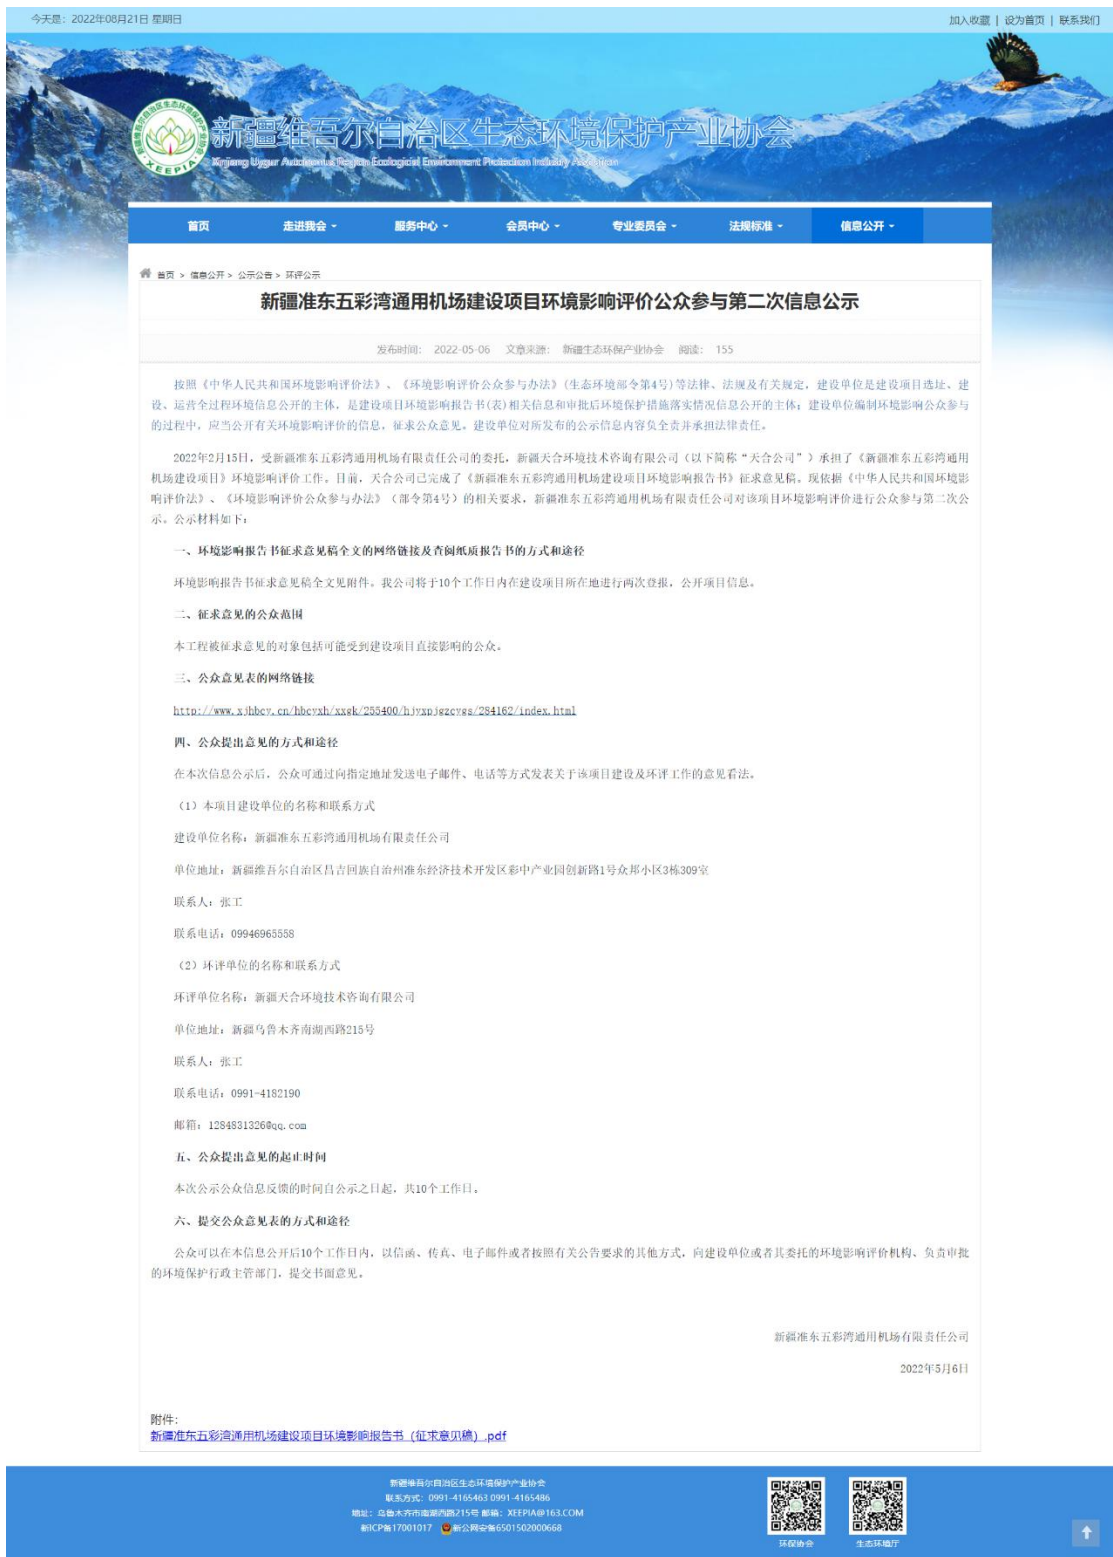 今天是：2022年08月21日 星期日
加入收藏 | 设为首页 | 联系我们
新疆维吾尔自治区生态环境保护产业协会
XEEPIA
首页 走进我会 服务中心 会员中心 专业委员会 法规标准 信息公开
首页 > 信息公开 > 公示公告 > 环评公示
新疆准东五彩湾通用机场建设项目环境影响评价公众参与第二次信息公示
发布时间： 2022-05-06 文章来源： 新疆生态环保产业协会 阅读： 155
按照《中华人民共和国环境影响评价法》、《环境影响评价公众参与办法》(生态环境部令第4号)等法律、法规及有关规定，建设单位是建设项目选址、建
设、运营全过程环境信息公开的主体，是建设项目环境影响报告书(表)相关信息和审批后环境保护措施落实情况信息公开的主体；建设单位编制环境影响公众参与
的过程中，应当公开有关环境影响评价的信息，征求公众意见。建设单位对所发布的公示信息内容负全责并承担法律责任。
2022年2月15日，受新疆准东五彩湾通用机场有限责任公司的委托，新疆天合环境技术咨询有限公司（以下简称“天合公司”）承担了《新疆准东五彩湾通用
机场建设项目》环境影响评价工作。目前，天合公司已完成了《新疆准东五彩湾通用机场建设项目环境影响报告书》征求意见稿。现依据《中华人民共和国环境影
响评价法》、《环境影响评价公众参与办法》（部令第4号）的相关要求，新疆准东五彩湾通用机场有限责任公司对该项目环境影响评价进行公众参与第二次公
示。公示材料如下：
一、环境影响报告书征求意见稿全文的网络链接及查阅纸质报告书的方式和途径
环境影响报告书征求意见稿全文见附件。我公司将于10个工作日内在建设项目所在地进行两次登报，公开项目信息。
二、征求意见的公众范围
本工程被征求意见的对象包括可能受到建设项目直接影响的公众。
三、公众意见表的网络链接
http://www.xjhbcy.cn/hbcyxh/xxgk/255400/hjyxpjgzcygs/284162/index.html
四、公众提出意见的方式和途径
在本次信息公示后，公众可通过向指定地址发送电子邮件、电话等方式发表关于该项目建设及环评工作的意见看法。
（1）本项目建设单位的名称和联系方式
建设单位名称：新疆准东五彩湾通用机场有限责任公司
单位地址：新疆维吾尔自治区昌吉回族自治州准东经济技术开发区彩中产业园创新路1号众邦小区3栋309室
联系人：张工
联系电话：09946965558
（2）环评单位的名称和联系方式
环评单位名称：新疆天合环境技术咨询有限公司
单位地址：新疆乌鲁木齐南湖西路215号
联系人：张工
联系电话：0991-4182190
邮箱：1284831326@qq.com
五、公众提出意见的起止时间
本次公示公众信息反馈的时间自公示之日起，共10个工作日。
六、提交公众意见表的方式和途径
公众可以在本信息公开后10个工作日内，以信函、传真、电子邮件或者按照有关公告要求的其他方式，向建设单位或者其委托的环境影响评价机构、负责审批
的环境保护行政主管部门，提交书面意见。
新疆准东五彩湾通用机场有限责任公司
2022年5月6日
附件：
新疆准东五彩湾通用机场建设项目环境影响报告书（征求意见稿）.pdf
新疆维吾尔自治区生态环境保护产业协会
联系方式：0991-4165463 0991-4165486
地址：乌鲁木齐市南湖西路215号 邮箱：XEEPIA@163.COM
新ICP备17001017 新公网安备6501502000668
环保协会 生态环境厅